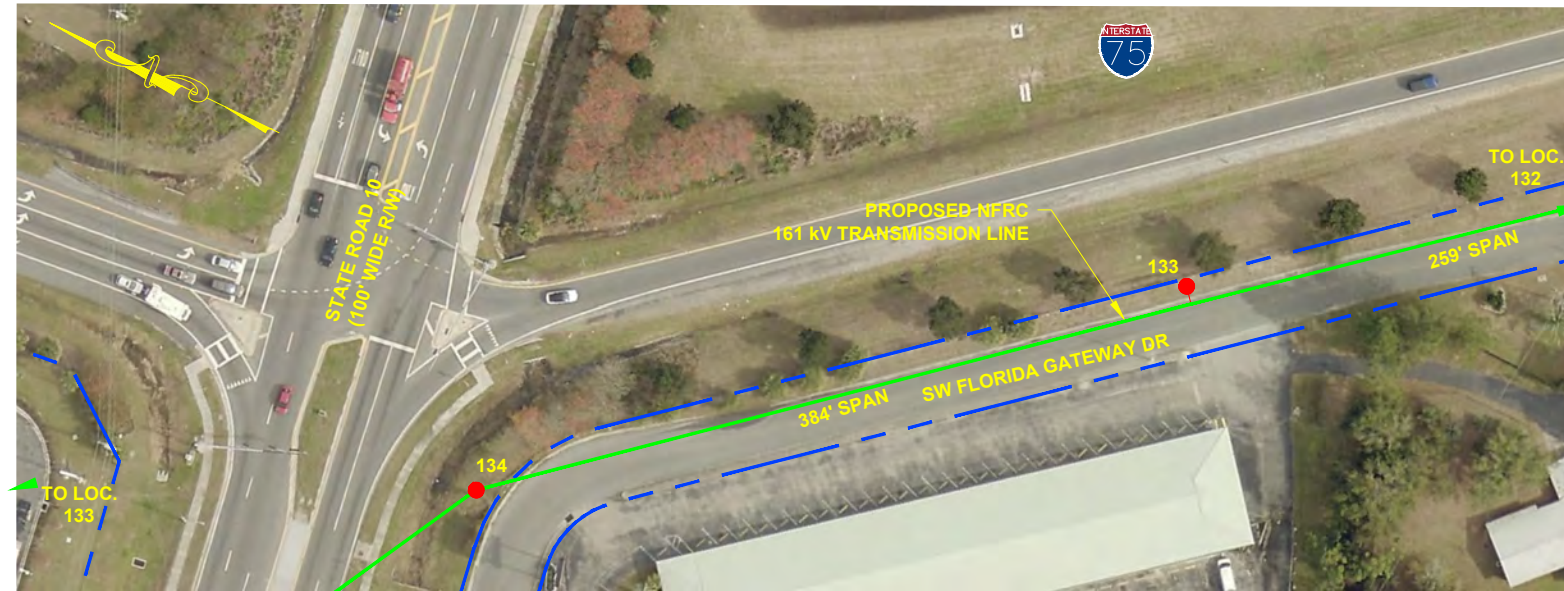 INTERSTATE
75
TO LOC.
132
PROPOSED NFRC
161 kV TRANSMISSION LINE
STATE ROAD 10
(100' WIDE R/W)
133
259' SPAN
SW FLORIDA GATEWAY DR
384' SPAN
134
TO LOC.
133